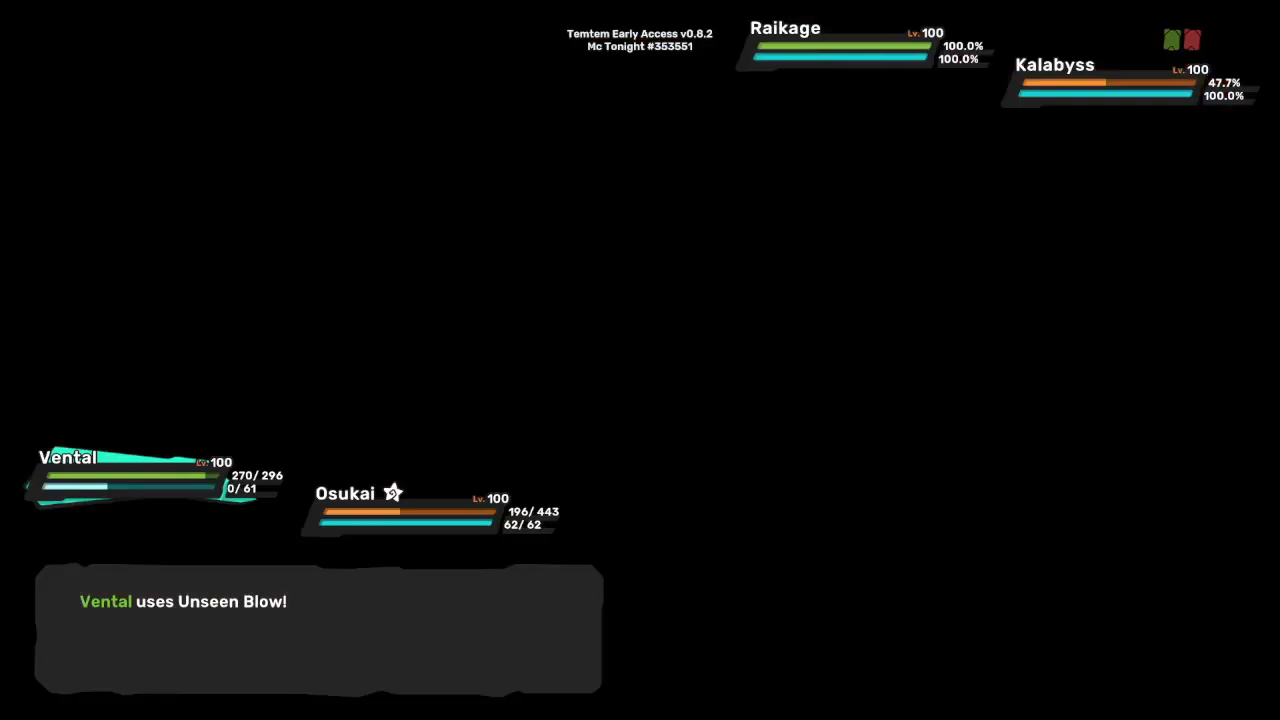 Temtem Early Access v0.8.2
Mc Tonight #353551
Raikage
Lv. 100
100.0%
100.0%
Kalabyss
Lv. 100
47.7%
100.0%
Vental
Lv. 100
270/ 296
0/ 61
Osukai
Lv. 100
196/ 443
62/ 62
Vental uses Unseen Blow!